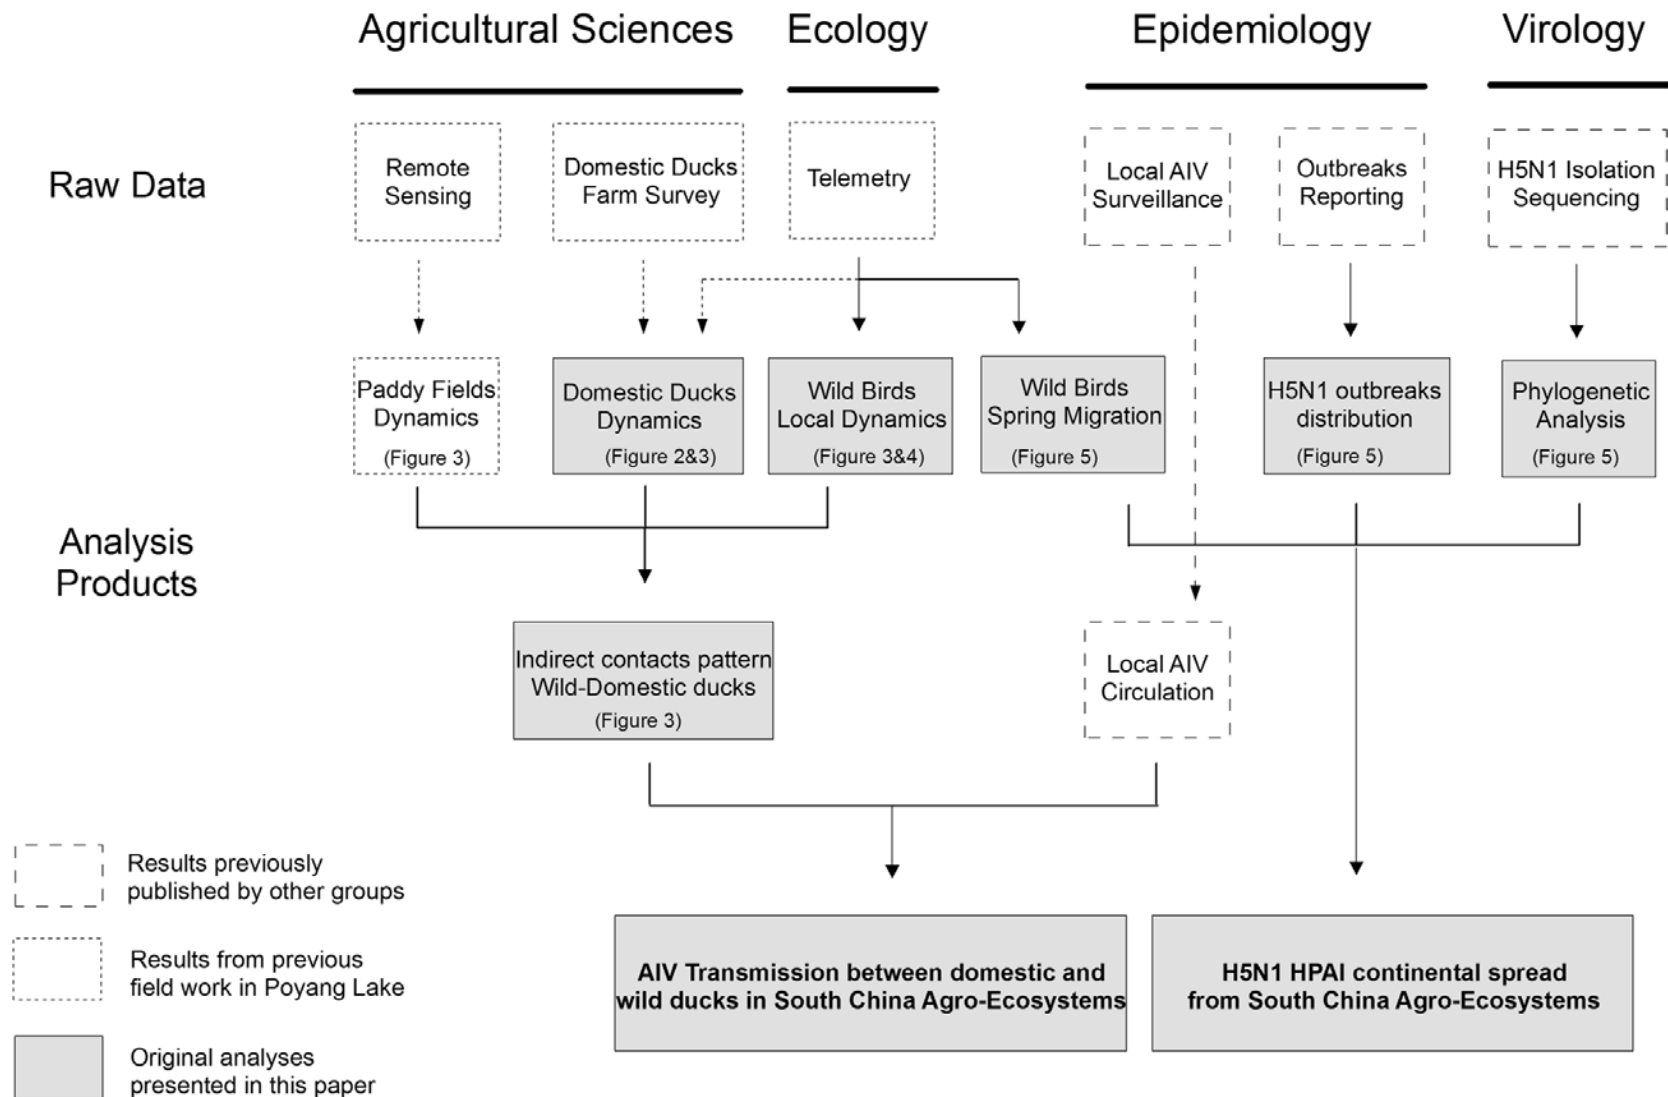 Agricultural Sciences
Ecology
Epidemiology
Virology
Raw Data
Remote
Sensing
Domestic Ducks
Farm Survey
Telemetry
Local AIV
Surveillance
Outbreaks
Reporting
H5N1 Isolation
Sequencing
Paddy Fields
Dynamics
(Figure 3)
Domestic Ducks
Dynamics
(Figure 2&3)
Wild Birds
Local Dynamics
(Figure 3&4)
Wild Birds
Spring Migration
(Figure 5)
H5N1 outbreaks
distribution
(Figure 5)
Phylogenetic
Analysis
(Figure 5)
Analysis
Products
Indirect contacts pattern
Wild-Domestic ducks
(Figure 3)
Local AIV
Circulation
Results previously
published by other groups
Results from previous
field work in Poyang Lake
Original analyses
presented in this paper
AIV Transmission between domestic and
wild ducks in South China Agro-Ecosystems
H5N1 HPAI continental spread
from South China Agro-Ecosystems